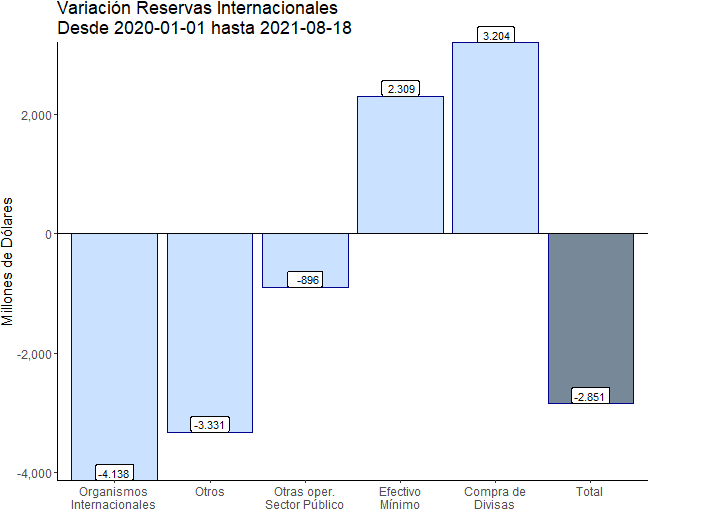 Variación Reservas Internacionales
Desde 2020-01-01 hasta 2021-08-18
Millones de Dólares
2,000
0
-2,000
-4,000
-4.138
-3.331
-896
2.309
3.204
-2.851
Organismos
Internacionales
Otros
Otras oper.
Sector Público
Efectivo
Mínimo
Compra de
Divisas
Total